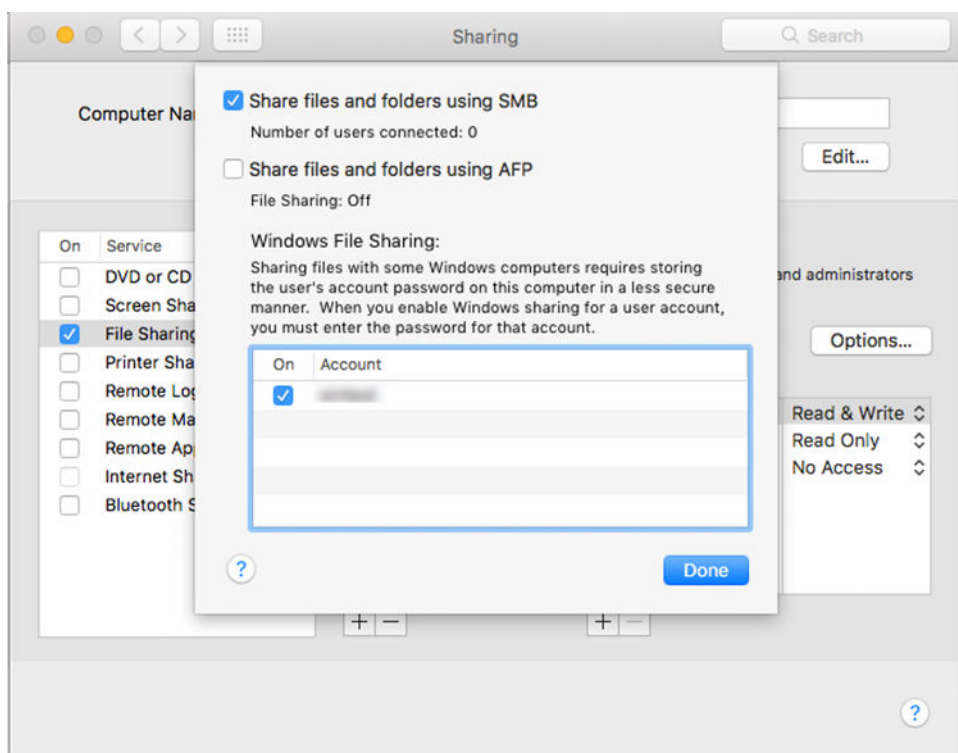 Sharing
Search
Computer Na
Edit...
Share files and folders using SMB
Number of users connected: 0
Share files and folders using AFP
File Sharing: Off
Windows File Sharing:
Sharing files with some Windows computers requires storing
the user's account password on this computer in a less secure
manner. When you enable Windows sharing for a user account,
you must enter the password for that account.
On Account
Done
On Service
DVD or CD
Screen Sha
File Sharing
Printer Sha
Remote Log
Remote Ma
Remote Ap
Internet Sh
Bluetooth S
and administrators
Options...
Read & Write
Read Only
No Access